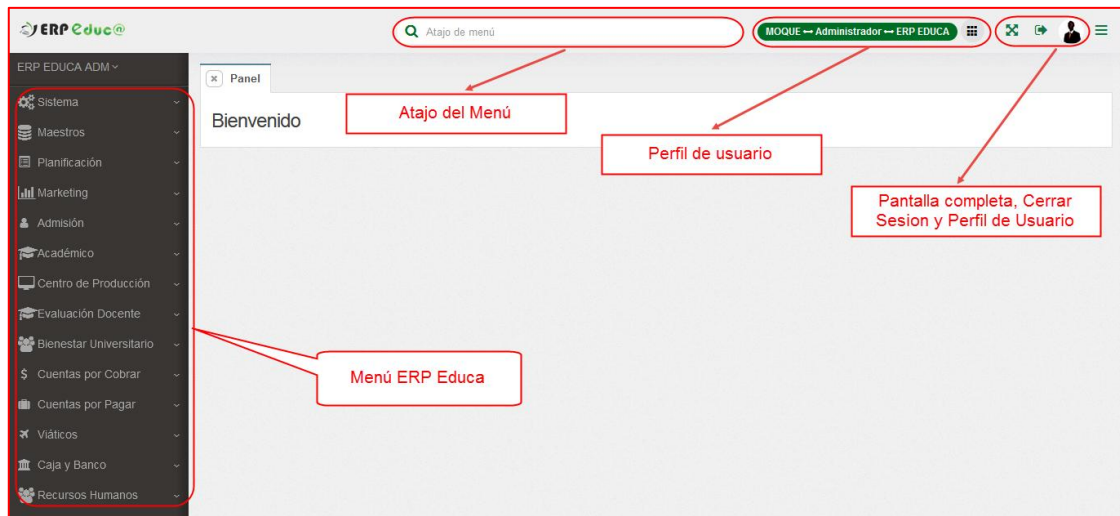 ERP Educ@
Atajo de menú
MOQUE ↔ Administrador ↔ ERP EDUCA
ERP EDUCA ADM
Panel
Bienvenido
Atajo del Menú
Perfil de usuario
Pantalla completa, Cerrar
Sesion y Perfil de Usuario
Sistema
Maestros
Planificación
Marketing
Admisión
Académico
Centro de Producción
Evaluación Docente
Bienestar Universitario
Cuentas por Cobrar
Cuentas por Pagar
Viáticos
Caja y Banco
Recursos Humanos
Menú ERP Educa